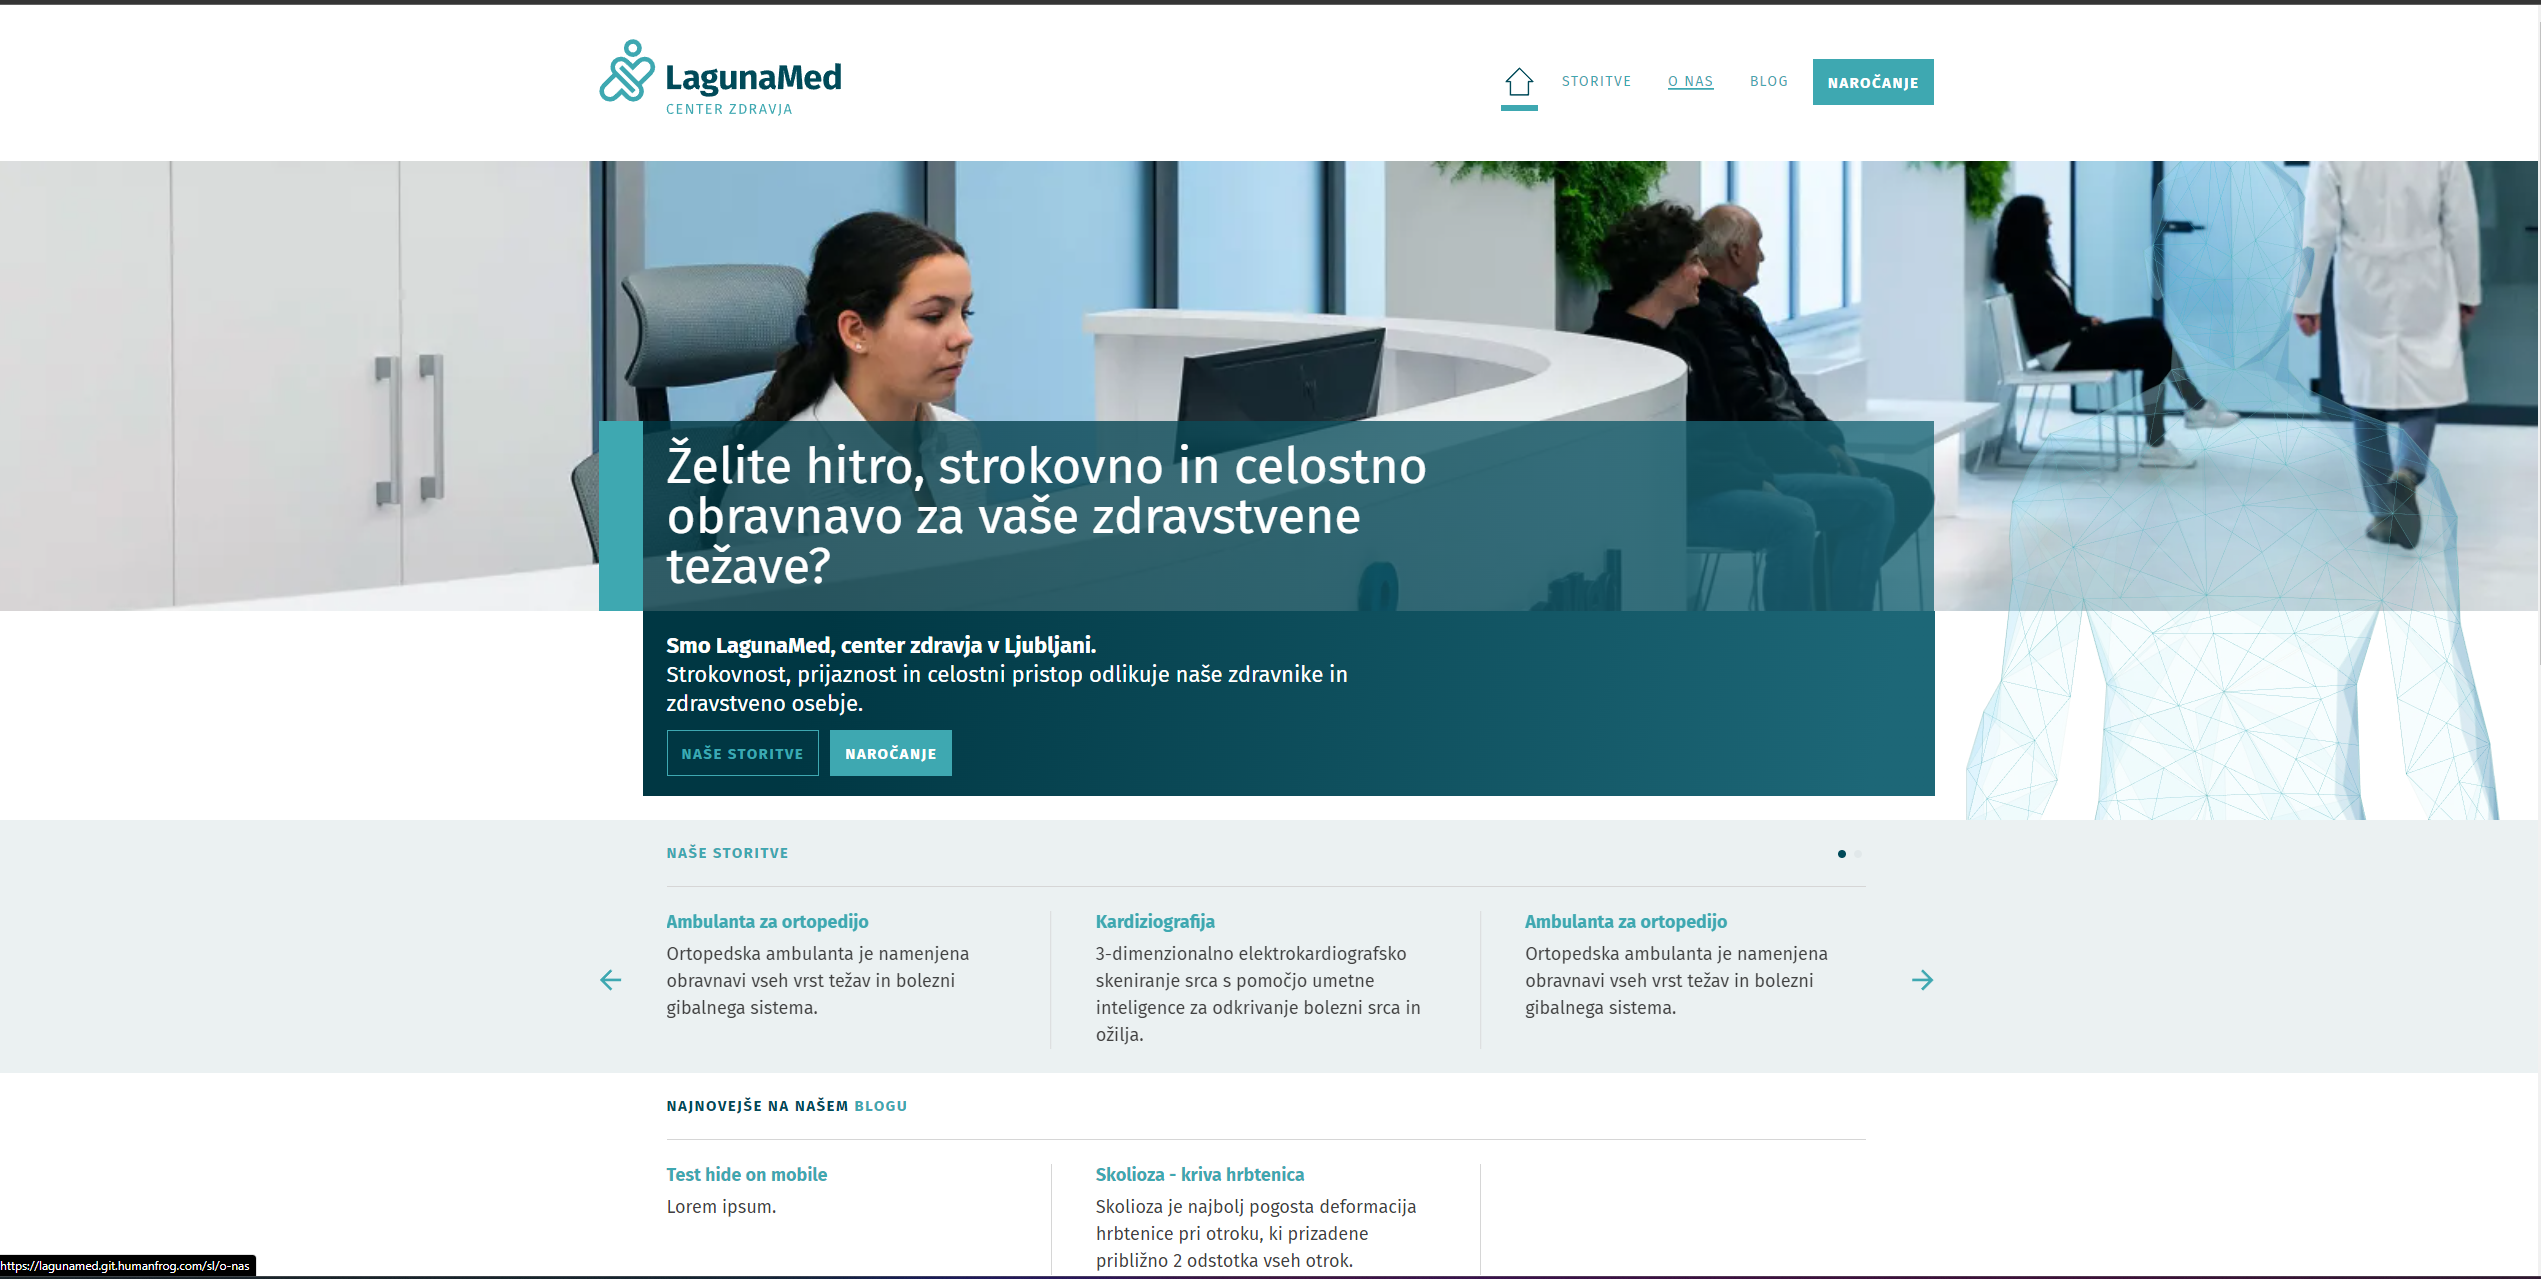 LagunaMed
CENTER ZDRAVJA
STORITVE
O NAS
BLOG
NAROČANJE
Želite hitro, strokovno in celostno
obravnavo za vaše zdravstvene
težave?
Smo LagunaMed, center zdravja v Ljubljani.
Strokovnost, prijaznost in celostni pristop odlikuje naše zdravnike in
zdravstveno osebje.
NAŠE STORITVE
NAROČANJE
NAŠE STORITVE
Ambulanta za ortopedijo
Ortopedska ambulanta je namenjena
obravnavi vseh vrst težav in bolezni
gibalnega sistema.
Kardiziografija
3-dimenzionalno elektrokardiografsko
skeniranje srca s pomočjo umetne
inteligence za odkrivanje bolezni srca in
ožilja.
Ambulanta za ortopedijo
Ortopedska ambulanta je namenjena
obravnavi vseh vrst težav in bolezni
gibalnega sistema.
NAJNOVEJŠE NA NAŠEM BLOGU
Test hide on mobile
Lorem ipsum.
Skolioza - kriva hrbtenica
Skolioza je najbolj pogosta deformacija
hrbtenice pri otroku, ki prizadene
približno 2 odstotka vseh otrok.
https://lagunamed.git.humanfrog.com/sl/o-nas